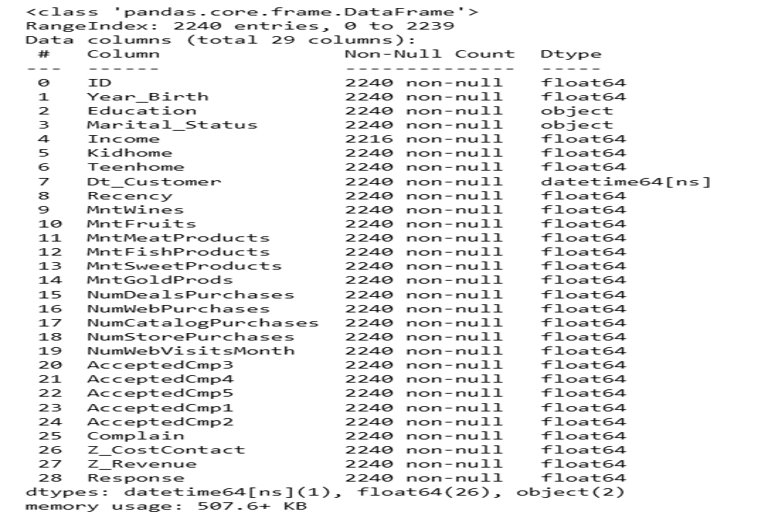 <class 'pandas.core.frame.DataFrame'>
RangeIndex: 2240 entries, 0 to 2239
Data columns (total 29 columns):
 #   Column               Non-Null Count  Dtype
---  ------               --------------  -----
 0   ID                   2240 non-null   float64
 1   Year_Birth           2240 non-null   float64
 2   Education            2240 non-null   object
 3   Marital_Status       2240 non-null   object
 4   Income               2216 non-null   float64
 5   Kidhome              2240 non-null   float64
 6   Teenhome             2240 non-null   float64
 7   Dt_Customer          2240 non-null   datetime64[ns]
 8   Recency              2240 non-null   float64
 9   MntWines             2240 non-null   float64
 10  MntFruits            2240 non-null   float64
 11  MntMeatProducts      2240 non-null   float64
 12  MntFishProducts      2240 non-null   float64
 13  MntSweetProducts     2240 non-null   float64
 14  MntGoldProds         2240 non-null   float64
 15  NumDealsPurchases    2240 non-null   float64
 16  NumWebPurchases      2240 non-null   float64
 17  NumCatalogPurchases  2240 non-null   float64
 18  NumStorePurchases    2240 non-null   float64
 19  NumWebVisitsMonth    2240 non-null   float64
 20  AcceptedCmp3         2240 non-null   float64
 21  AcceptedCmp4         2240 non-null   float64
 22  AcceptedCmp5         2240 non-null   float64
 23  AcceptedCmp1         2240 non-null   float64
 24  AcceptedCmp2         2240 non-null   float64
 25  Complain             2240 non-null   float64
 26  Z_CostContact        2240 non-null   float64
 27  Z_Revenue            2240 non-null   float64
 28  Response             2240 non-null   float64
dtypes: datetime64[ns](1), float64(26), object(2)
memory usage: 507.6+ KB